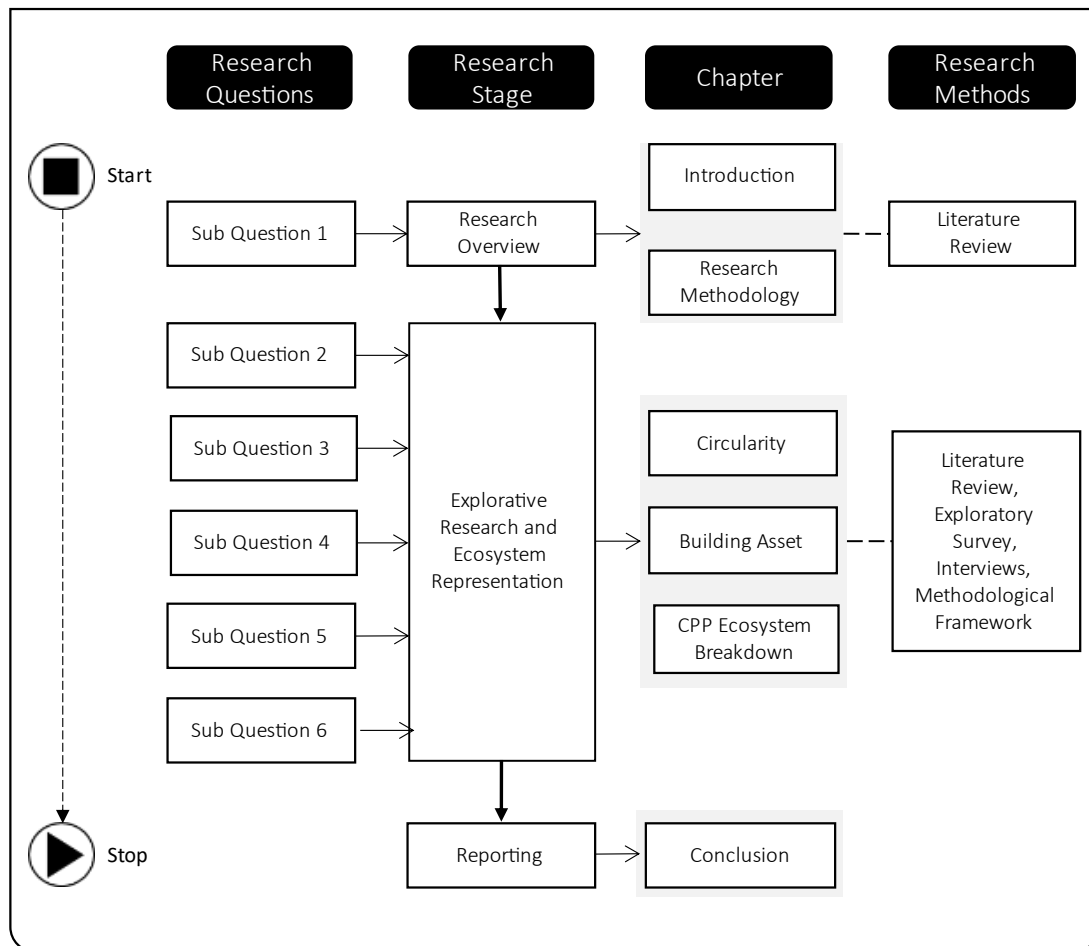 Research
Questions
Research
Stage
Chapter
Research
Methods
Start
Introduction
Sub Question 1
Research
Overview
Literature
Review
Research
Methodology
Sub Question 2
Sub Question 3
Sub Question 4
Sub Question 5
Sub Question 6
Explorative
Research and
Ecosystem
Representation
Circularity
Building Asset
CPP Ecosystem
Breakdown
Literature
Review,
Exploratory
Survey,
Interviews,
Methodological
Framework
Stop
Reporting
Conclusion